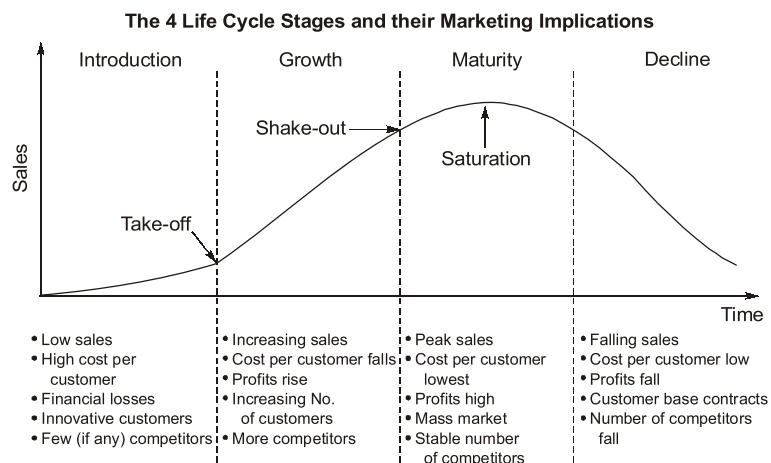 The 4 Life Cycle Stages and their Marketing Implications
Introduction
Growth
Maturity
Decline
Shake-out
Saturation
Sales
Take-off
Time
• Low sales
• High cost per
customer
• Financial losses
• Innovative customers
• Few (if any) competitors
• Increasing sales
• Cost per customer falls
• Profits rise
• Increasing No.
of customers
• More competitors
• Peak sales
• Cost per customer
lowest
• Profits high
• Mass market
• Stable number
of competitors
• Falling sales
• Cost per customer low
• Profits fall
• Customer base contracts
• Number of competitors
fall